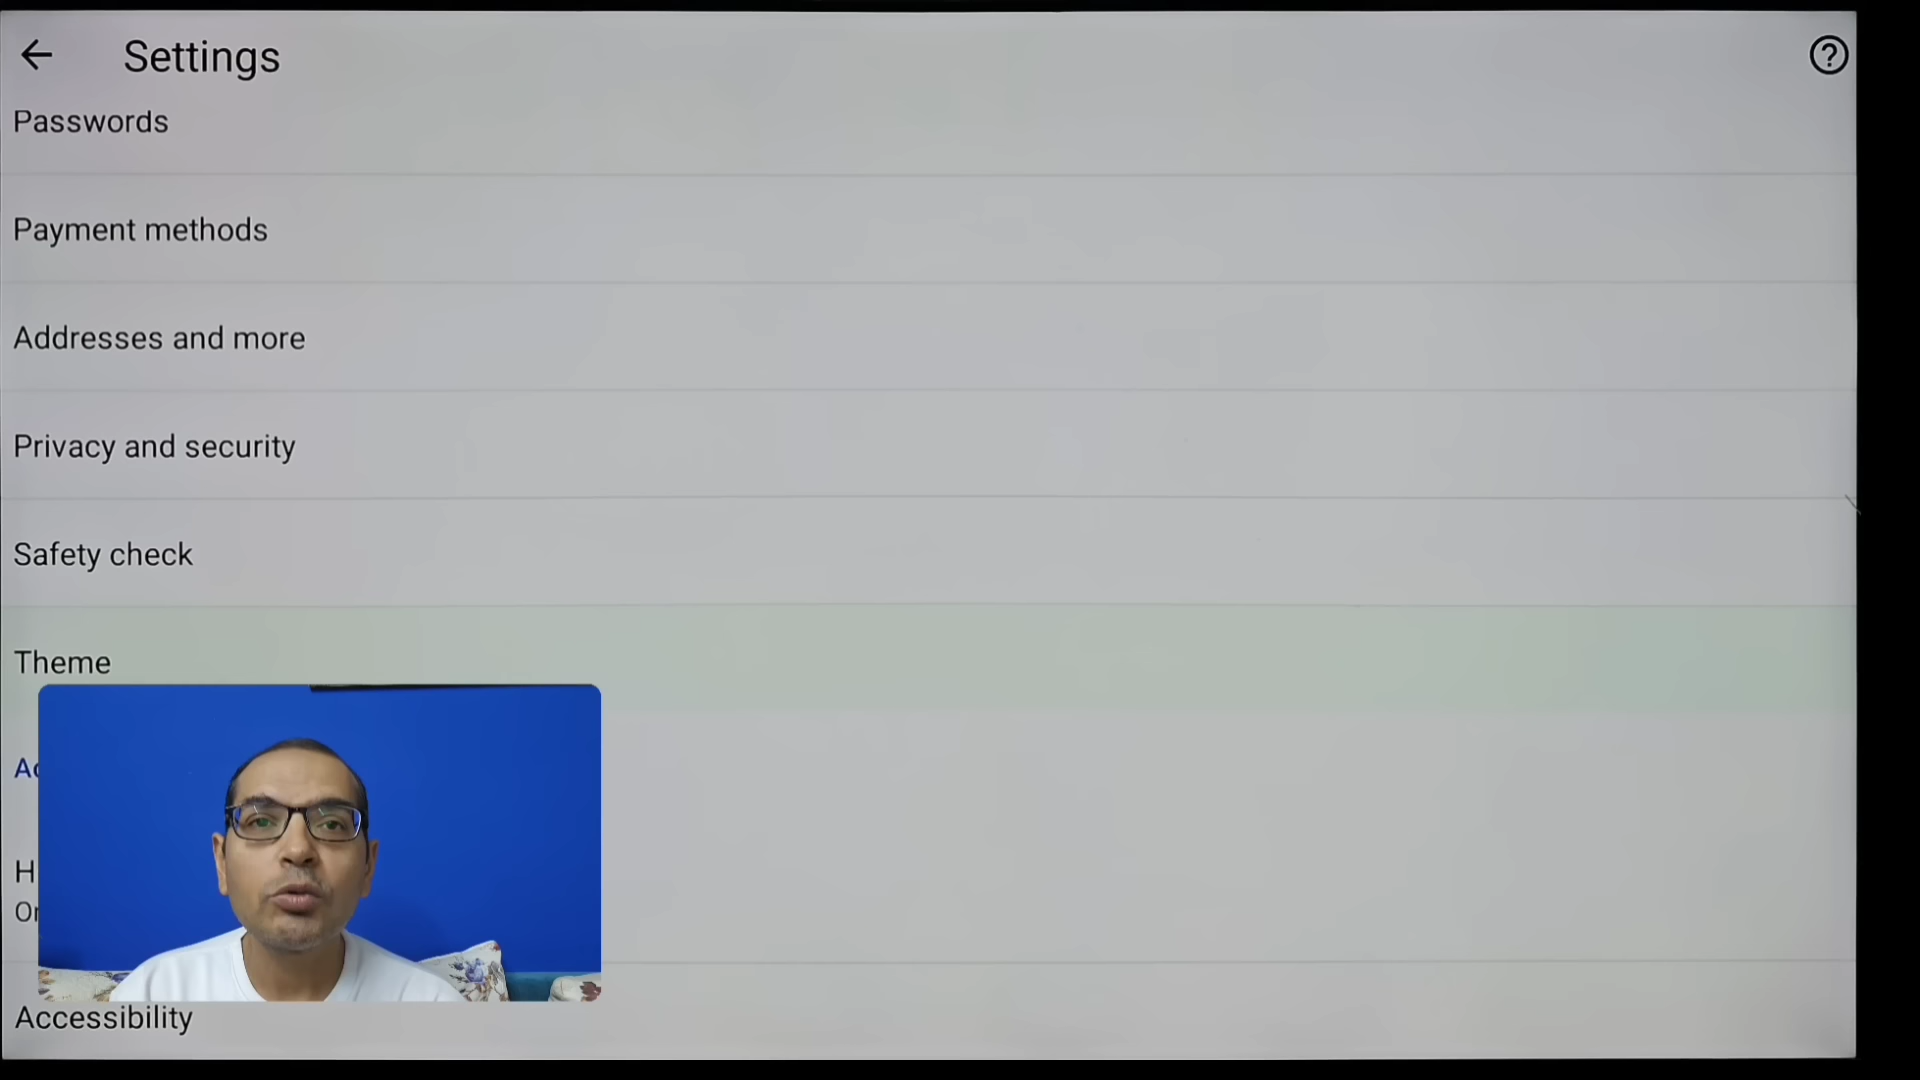 Settings
Passwords
Payment methods
Addresses and more
Privacy and security
Safety check
Theme
Accessibility